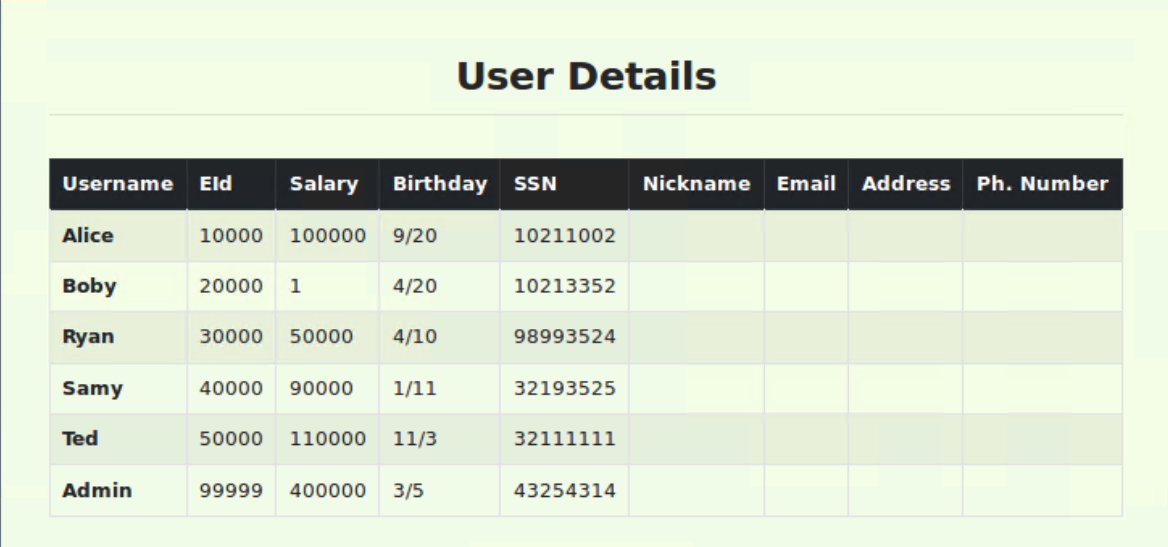 User Details
Username EId Salary Birthday SSN Nickname Email Address Ph. Number
Alice 10000 100000 9/20 10211002
Boby 20000 1 4/20 10213352
Ryan 30000 50000 4/10 98993524
Samy 40000 90000 1/11 32193525
Ted 50000 110000 11/3 32111111
Admin 99999 400000 3/5 43254314